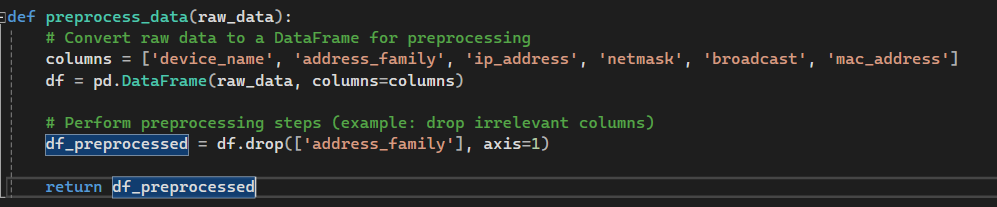 def preprocess_data(raw_data):
# Convert raw data to a DataFrame for preprocessing
columns = ['device_name', 'address_family', 'ip_address', 'netmask', 'broadcast', 'mac_address']
df = pd.DataFrame(raw_data, columns=columns)
# Perform preprocessing steps (example: drop irrelevant columns)
df_preprocessed = df.drop(['address_family'], axis=1)
return df_preprocessed